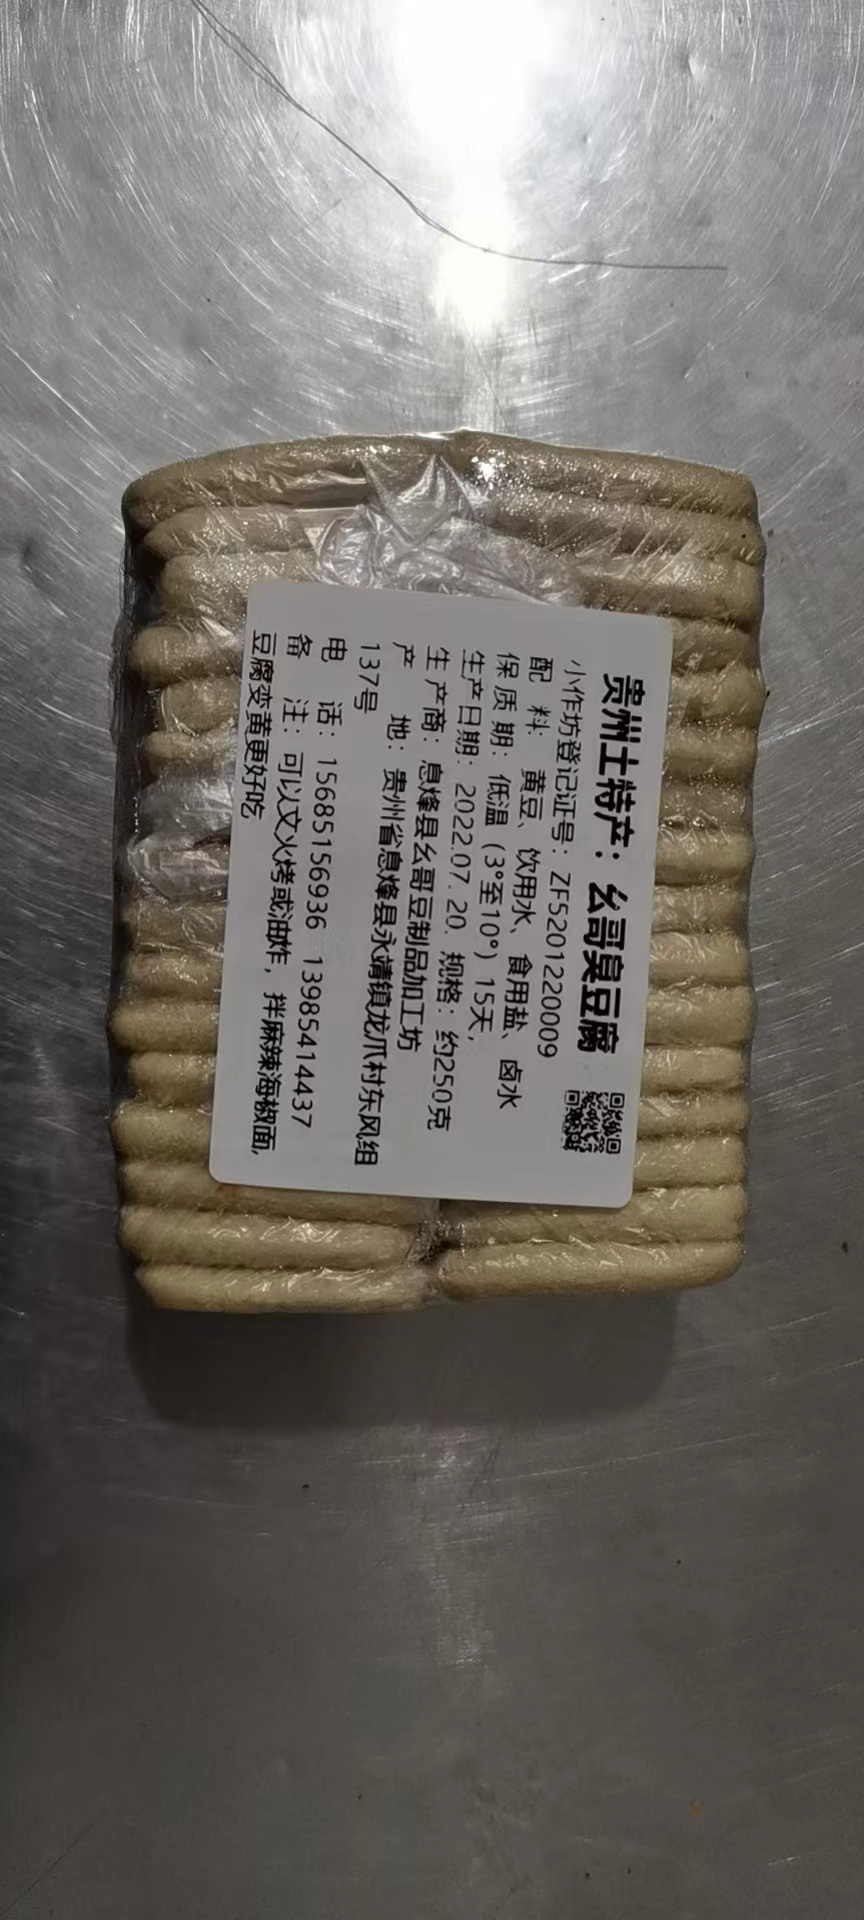 贵州土特产：幺哥臭豆腐
小作坊登记证号：ZF5201220009
配 料 黄豆、饮用水、食用盐、卤水
保 质 期：低温（3°至10°）15天，
生产日期：2022.07.20. 规格：约250克
生 产 商：息烽县幺哥豆制品加工坊
产 地：贵州省息烽县永靖镇龙爪村东风组
137号
电 话：15685156936 13985414437
备 注：可以文火烤或油炸，拌麻辣海椒面，
豆腐变黄更好吃